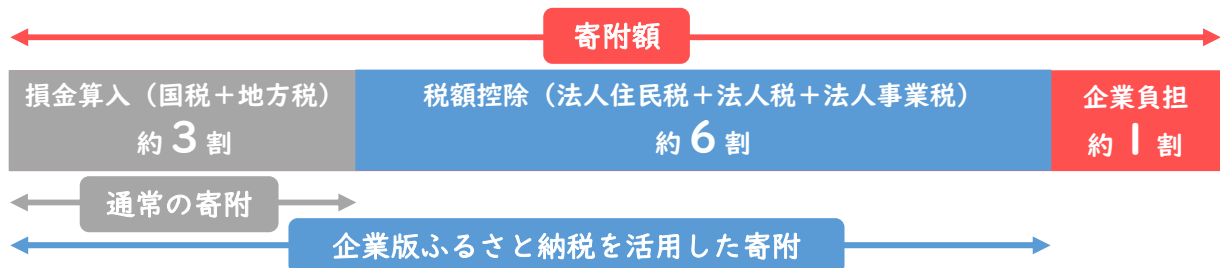 寄附額
損金算入（国税＋地方税）
約3割
税額控除（法人住民税＋法人税＋法人事業税）
約6割
企業負担
約1割
通常の寄附
企業版ふるさと納税を活用した寄附